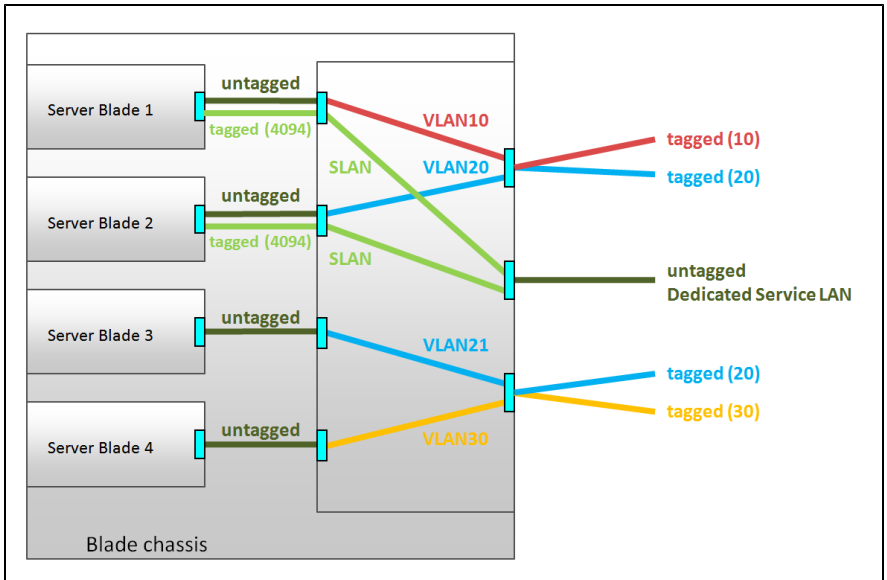 untagged
Server Blade 1
tagged (4094)
VLAN10
SLAN
VLAN20
tagged (10)
tagged (20)
untagged
Server Blade 2
tagged (4094)
SLAN
untagged
Dedicated Service LAN
untagged
Server Blade 3
VLAN21
tagged (20)
tagged (30)
untagged
Server Blade 4
VLAN30
Blade chassis